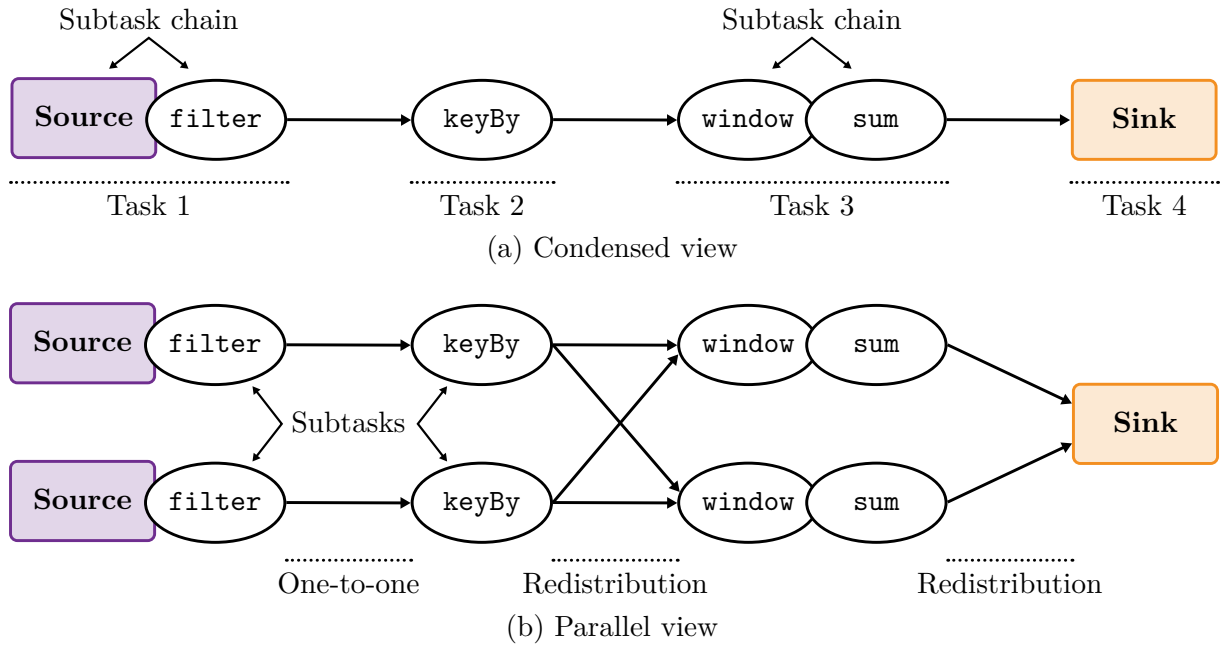 Subtask chain Subtask chain
Source filter keyBy window sum Sink
Task 1 Task 2 Task 3 Task 4
(a) Condensed view
Source filter keyBy window sum
Subtasks Sink
Source filter keyBy window sum
One-to-one Redistribution Redistribution
(b) Parallel view